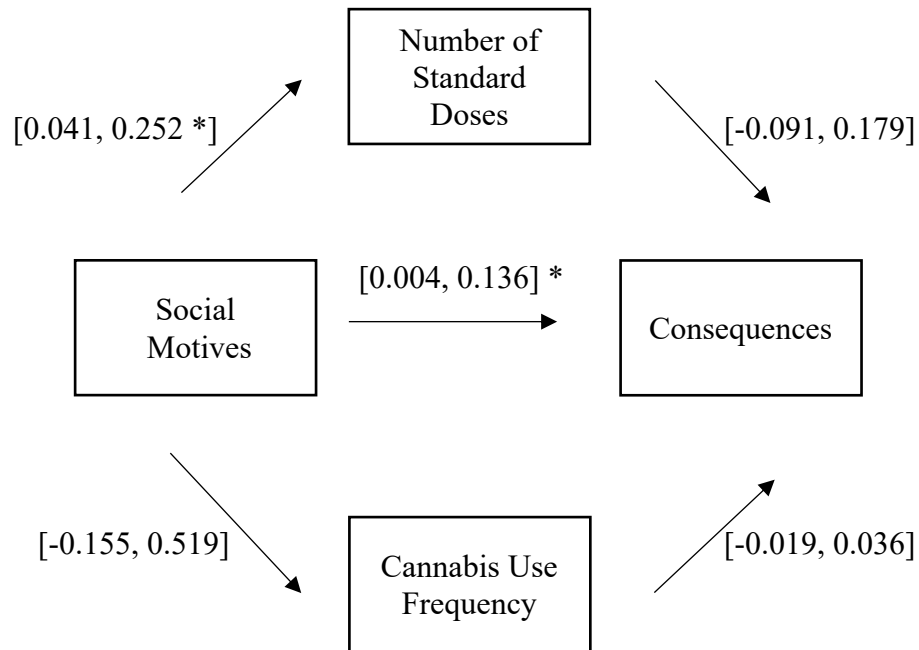 Number of
Standard
Doses
[0.041, 0.252 *]
[-0.091, 0.179]
[0.004, 0.136] *
Social
Motives
Consequences
[-0.155, 0.519]
[-0.019, 0.036]
Cannabis Use
Frequency